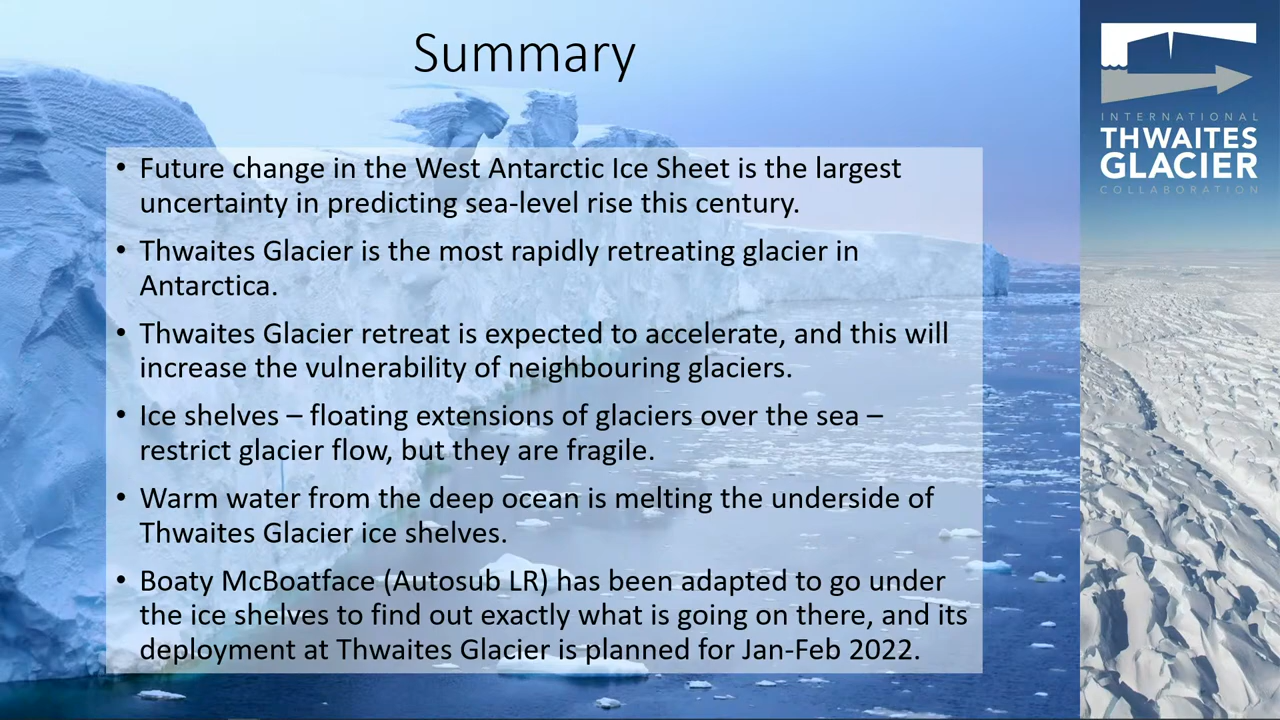 Summary
• Future change in the West Antarctic Ice Sheet is the largest
uncertainty in predicting sea-level rise this century.
• Thwaites Glacier is the most rapidly retreating glacier in
Antarctica.
• Thwaites Glacier retreat is expected to accelerate, and this will
increase the vulnerability of neighbouring glaciers.
• Ice shelves – floating extensions of glaciers over the sea –
restrict glacier flow, but they are fragile.
• Warm water from the deep ocean is melting the underside of
Thwaites Glacier ice shelves.
• Boaty McBoatface (Autosub LR) has been adapted to go under
the ice shelves to find out exactly what is going on there, and its
deployment at Thwaites Glacier is planned for Jan-Feb 2022.
INTERNATIONAL
THWAITES
GLACIER
COLLABORATION